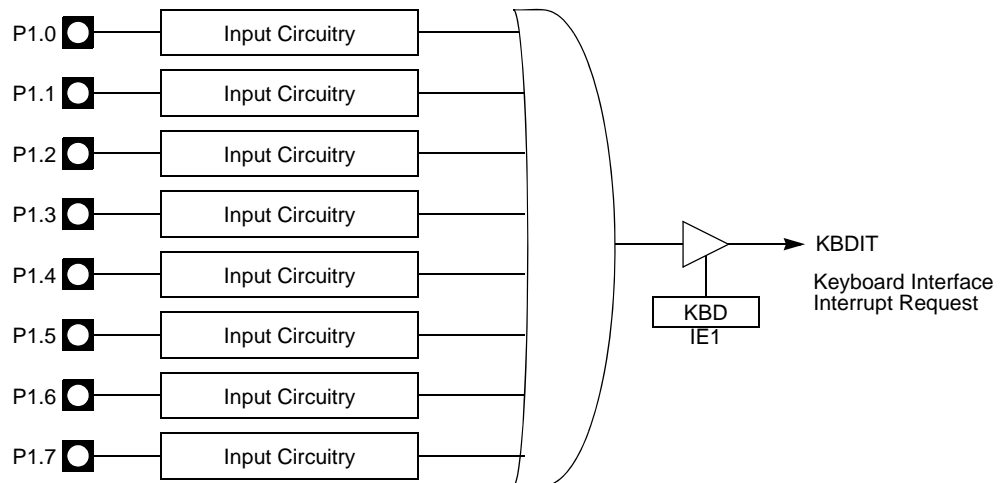 P1.0 Input Circuitry
P1.1 Input Circuitry
P1.2 Input Circuitry
P1.3 Input Circuitry
P1.4 Input Circuitry
P1.5 Input Circuitry
P1.6 Input Circuitry
P1.7 Input Circuitry
KBDIT
Keyboard Interface
Interrupt Request
KBD
IE1